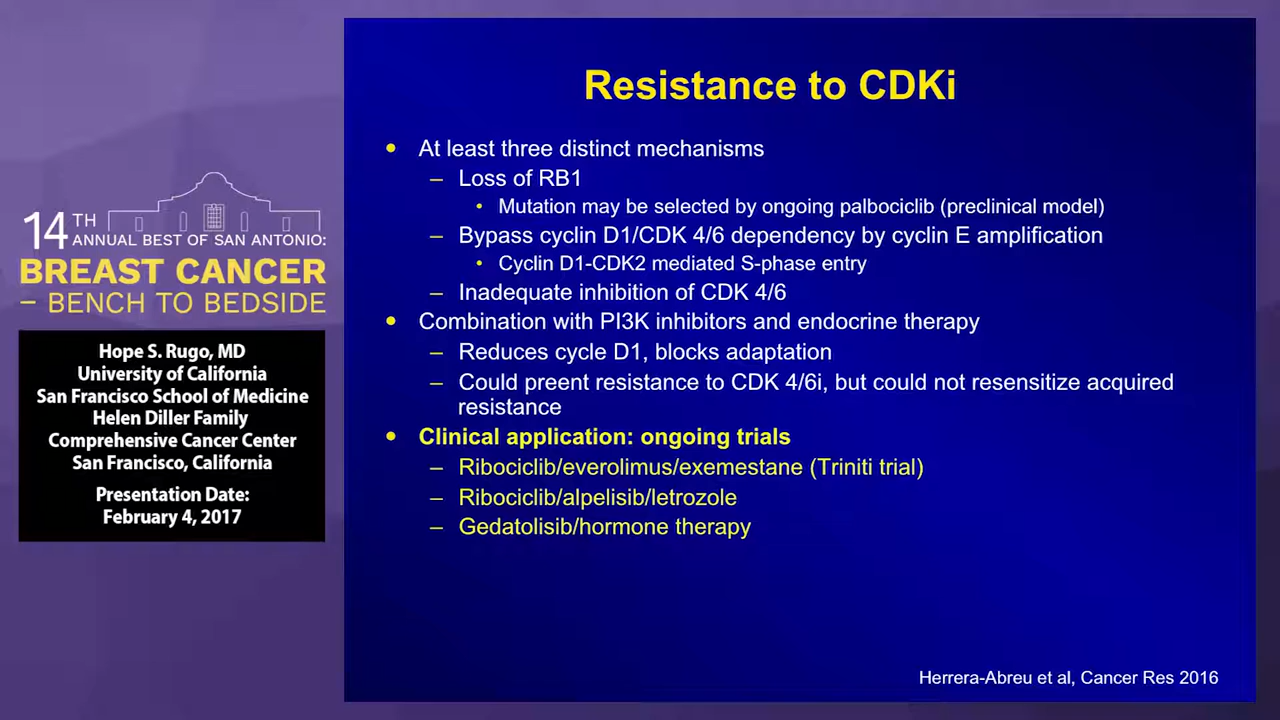 14TH
ANNUAL BEST OF SAN ANTONIO:
BREAST CANCER
– BENCH TO BEDSIDE
Hope S. Rugo, MD
University of California
San Francisco School of Medicine
Helen Diller Family
Comprehensive Cancer Center
San Francisco, California
Presentation Date:
February 4, 2017
Resistance to CDKi
• At least three distinct mechanisms
– Loss of RB1
• Mutation may be selected by ongoing palbociclib (preclinical model)
– Bypass cyclin D1/CDK 4/6 dependency by cyclin E amplification
• Cyclin D1-CDK2 mediated S-phase entry
– Inadequate inhibition of CDK 4/6
• Combination with PI3K inhibitors and endocrine therapy
– Reduces cycle D1, blocks adaptation
– Could preent resistance to CDK 4/6i, but could not resensitize acquired
resistance
• Clinical application: ongoing trials
– Ribociclib/everolimus/exemestane (Triniti trial)
– Ribociclib/alpelisib/letrozole
– Gedatolisib/hormone therapy
Herrera-Abreu et al, Cancer Res 2016